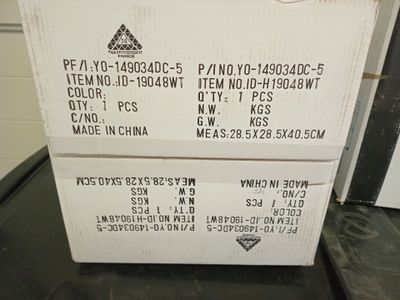 PF/I:YO-149034DC-5
ITEM NO.ID-19048WT
COLOR:
QTY: 1 PCS
C/NO.:
MADE IN CHINA
P/I NO.YO-149034DC-5
ITEM NO.ID-H19048WT
Q'TY: 1 PCS
N.W. KGS
G.W. KGS
MEAS:28.5X28.5X40.5CM
PF/I:YO-149034DC-5
ITEM NO.ID-19048WT
COLOR:
QTY: 1 PCS
C/NO.:
MADE IN CHINA
P/I NO.YO-149034DC-5
ITEM NO.ID-H19048WT
Q'TY: 1 PCS
N.W. KGS
G.W. KGS
MEAS:28.5X28.5X40.5CM